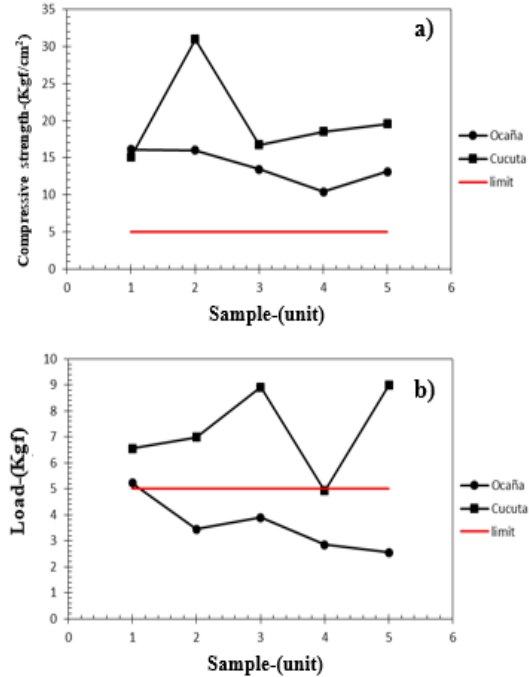 a)
Compressive strength-(Kgf/cm²)
35
30
25
20
15
10
5
0
0 1 2 3 4 5 6
Sample-(unit)
Ocaña
Cucuta
limit
b)
Load-(Kgf)
10
9
8
7
6
5
4
3
2
1
0
0 1 2 3 4 5 6
Sample-(unit)
Ocaña
Cucuta
limit